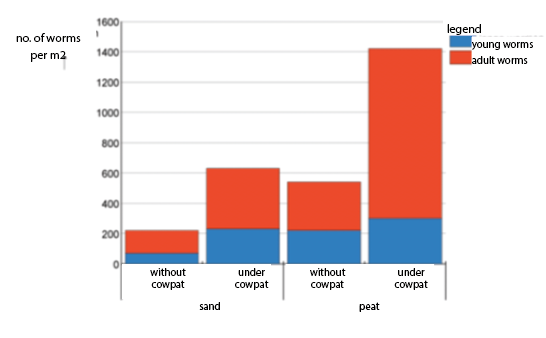 1600
no. of worms
per m2
legend
young worms
adult worms
1400
1200
1000
800
600
400
200
0
without
cowpat
under
cowpat
without
cowpat
under
cowpat
sand
peat